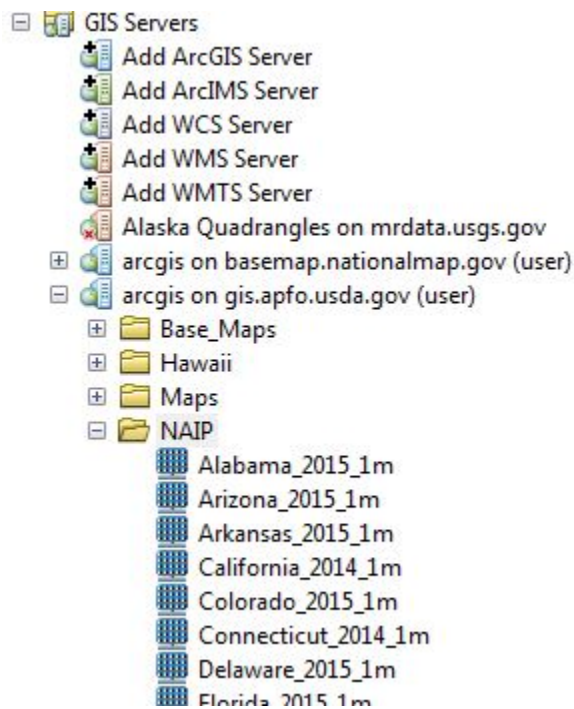 GIS Servers
Add ArcGIS Server
Add ArcIMS Server
Add WCS Server
Add WMS Server
Add WMTS Server
Alaska Quadrangles on mrdata.usgs.gov
arcgis on basemap.nationalmap.gov (user)
arcgis on gis.apfo.usda.gov (user)
Base_Maps
Hawaii
Maps
NAIP
Alabama_2015_1m
Arizona_2015_1m
Arkansas_2015_1m
California_2014_1m
Colorado_2015_1m
Connecticut_2014_1m
Delaware_2015_1m
Florida_2015_1m